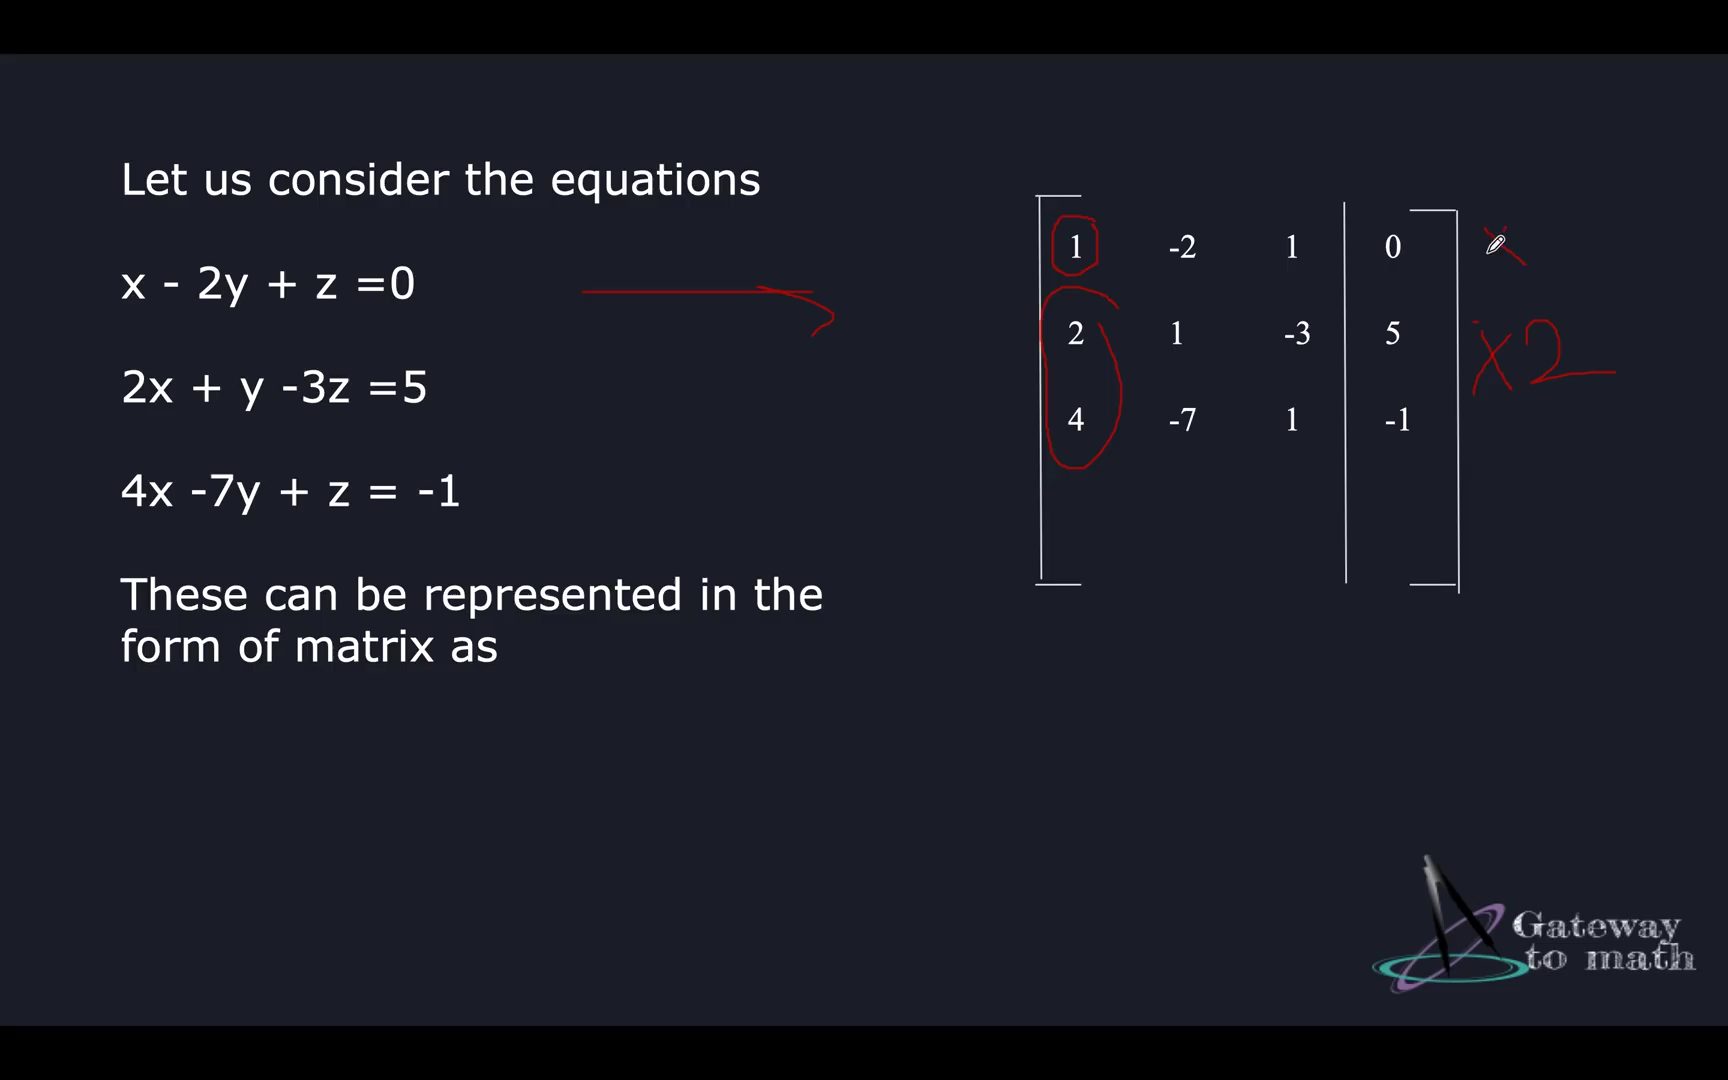 Let us consider the equations
x - 2y + z =0
2x + y -3z =5
4x -7y + z = -1
These can be represented in the
form of matrix as
1 -2 1 0 x
2 1 -3 5 x2
4 -7 1 -1
Gateway
to math